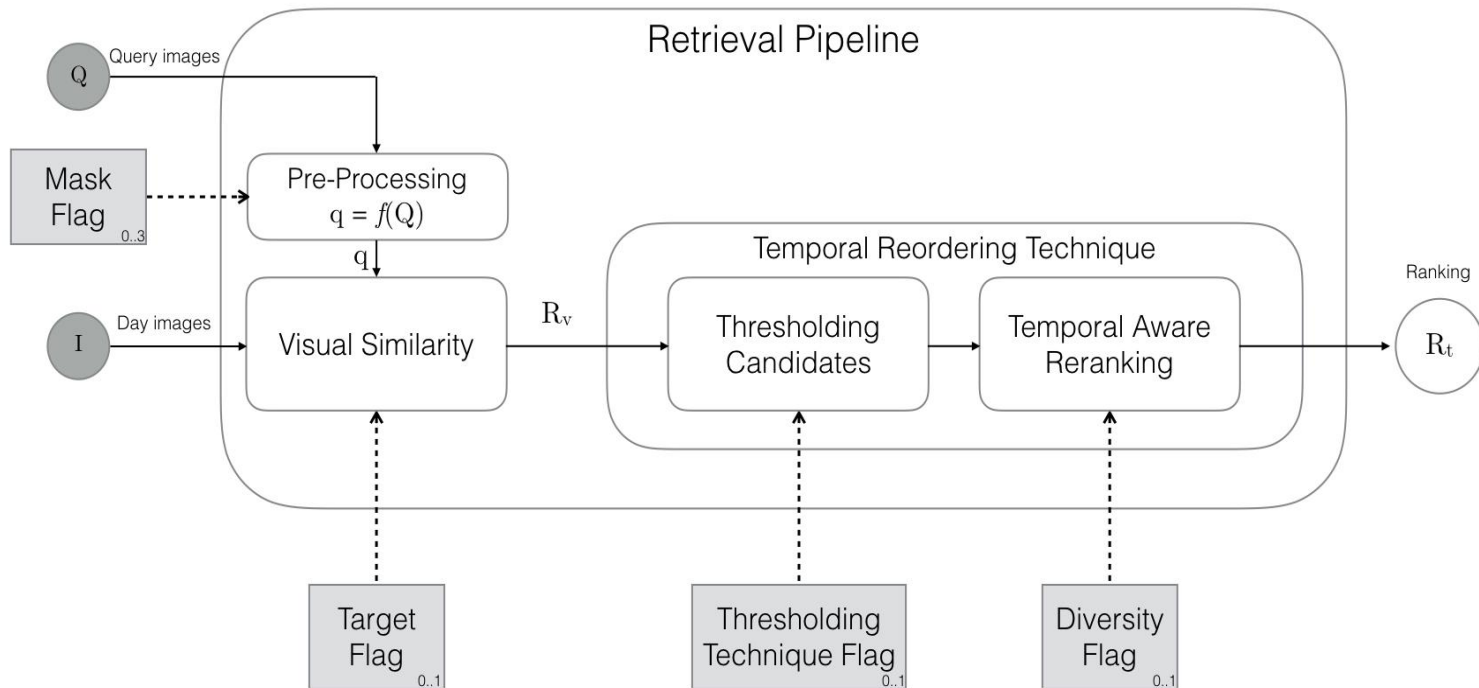 Retrieval Pipeline
Query images
Q
Mask
Flag
0..3
Pre-Processing
q = f(Q)
q
Day images
I
Visual Similarity
Rᵥ
Temporal Reordering Technique
Thresholding
Candidates
Temporal Aware
Reranking
Ranking
Rₜ
Target
Flag
0..1
Thresholding
Technique Flag
0..1
Diversity
Flag
0..1